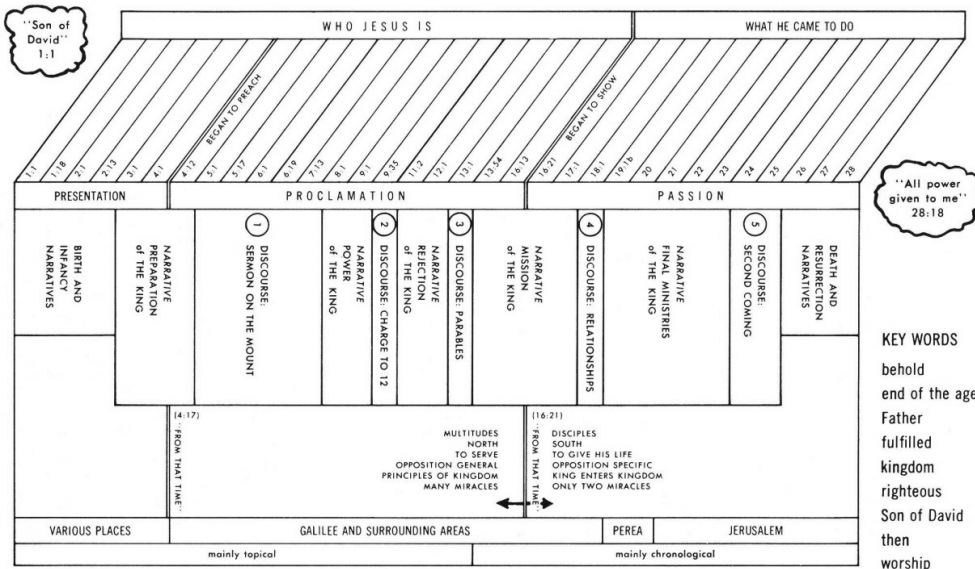 "Son of
David"
1:1
WHO JESUS IS
WHAT HE CAME TO DO
BEGAN TO PREACH
BEGAN TO SHOW
1:1
1:18
2:1
2:13
3:1
4:1
4:12
5:1
5:17
6:1
6:19
7:13
8:1
9:1
9:35
11:2
12:1
13:1
13:54
16:13
16:21
17:1
18:1
19:1b
20
21
22
23
24
25
26
27
28
PRESENTATION
PROCLAMATION
PASSION
"All power
given to me"
28:18
BIRTH AND
INFANCY
NARRATIVES
NARRATIVE
PREPARATION
of THE KING
1
DISCOURSE:
SERMON ON THE MOUNT
NARRATIVE
POWER
of THE KING
2
DISCOURSE: CHARGE TO 12
NARRATIVE
REJECTION
of THE KING
3
DISCOURSE: PARABLES
NARRATIVE
MISSION
of THE KING
4
DISCOURSE: RELATIONSHIPS
NARRATIVE
FINAL MINISTRIES
of THE KING
5
DISCOURSE:
SECOND COMING
DEATH AND
RESURRECTION
NARRATIVES
(4:17)
"FROM THAT TIME"
MULTITUDES
NORTH
TO SERVE
OPPOSITION GENERAL
PRINCIPLES OF KINGDOM
MANY MIRACLES
(16:21)
"FROM THAT TIME"
DISCIPLES
SOUTH
TO GIVE HIS LIFE
OPPOSITION SPECIFIC
KING ENTERS KINGDOM
ONLY TWO MIRACLES
VARIOUS PLACES
GALILEE AND SURROUNDING AREAS
PEREA
JERUSALEM
mainly topical
mainly chronological
KEY WORDS
behold
end of the age
Father
fulfilled
kingdom
righteous
Son of David
then
worship